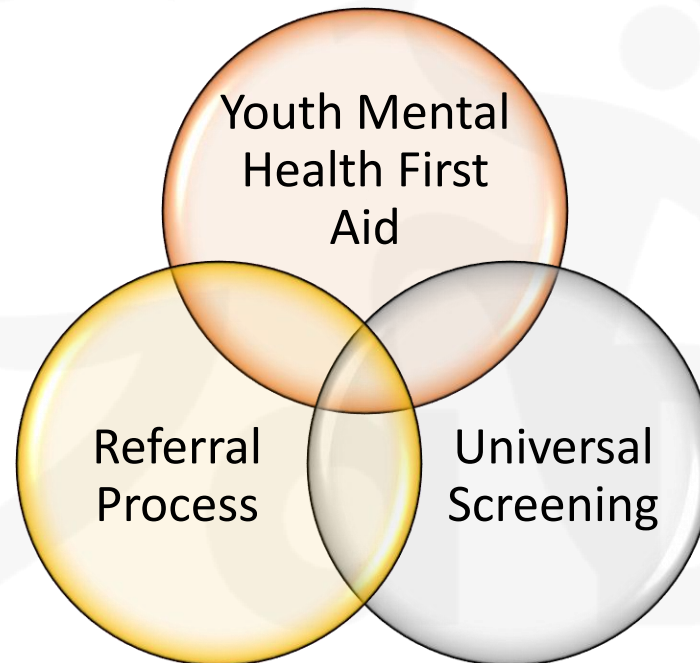 Youth Mental
Health First
Aid
Referral
Process
Universal
Screening